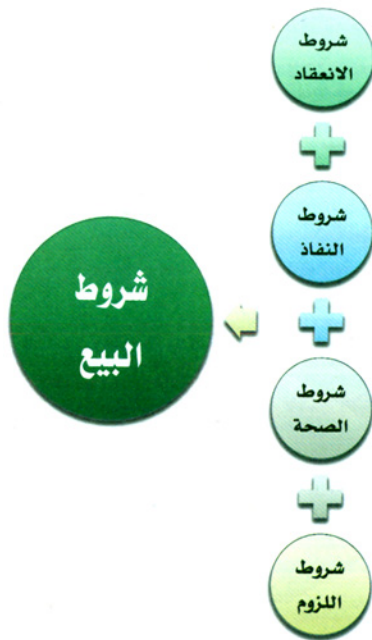 شروط
الانعقاد
شروط
النفاذ
شروط
البيع
شروط
الصحة
شروط
اللزوم